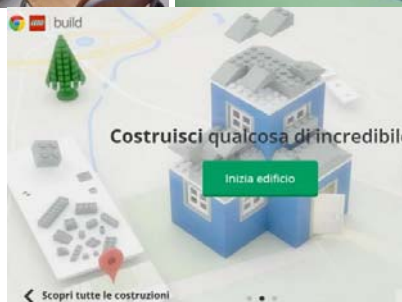 build
Costruisci qualcosa di incredibile
Inizia edificio
Scopri tutte le costruzioni